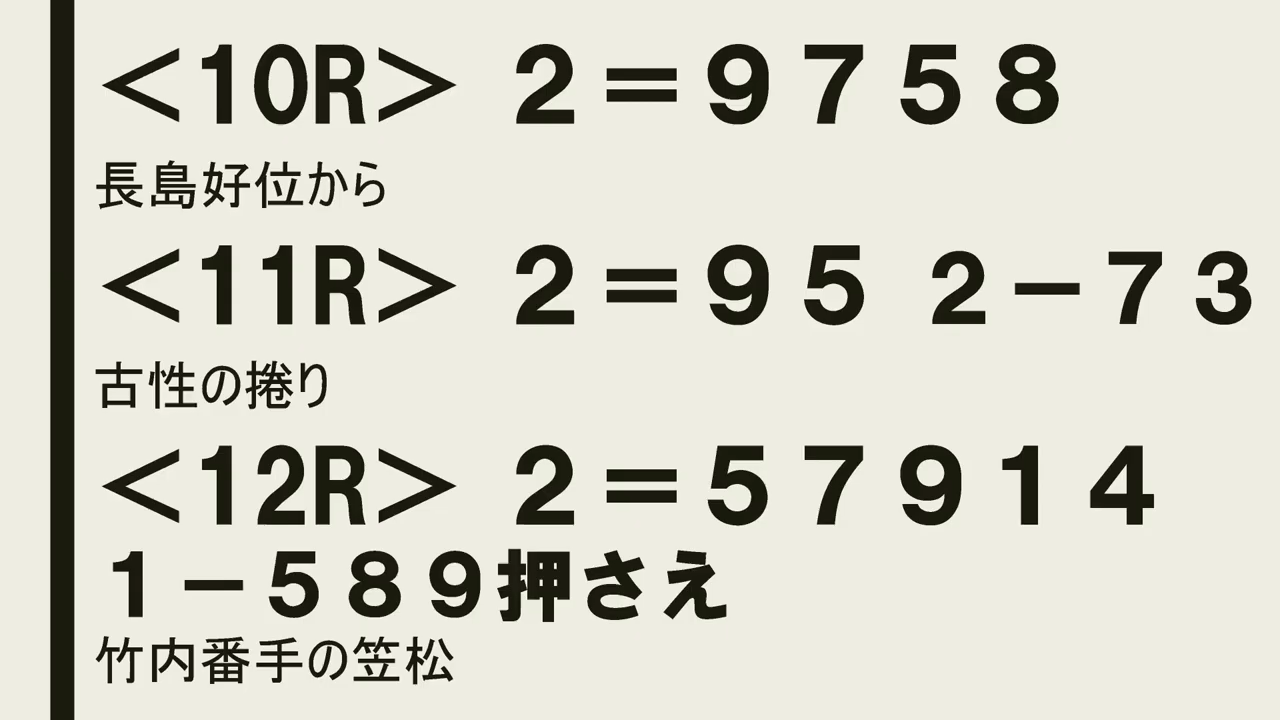 ＜10R＞ ２＝９７５８
長島好位から
＜11R＞ ２＝９５ ２－７３
古性の捲り
＜12R＞ ２＝５７９１４
１－５８９押さえ
竹内番手の笠松